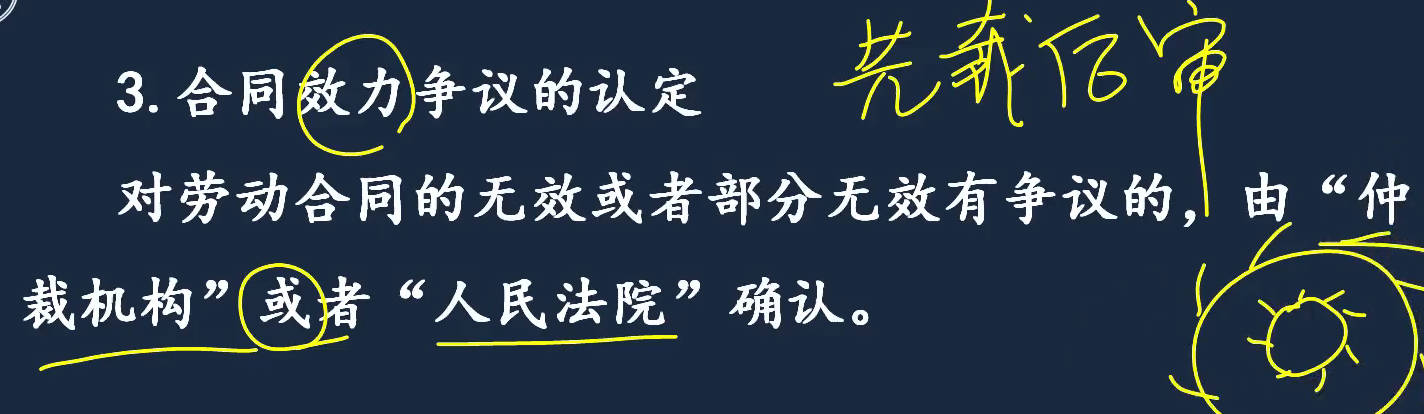 3.合同效力争议的认定
先裁后审
对劳动合同的无效或者部分无效有争议的，由“仲
裁机构”或者“人民法院”确认。